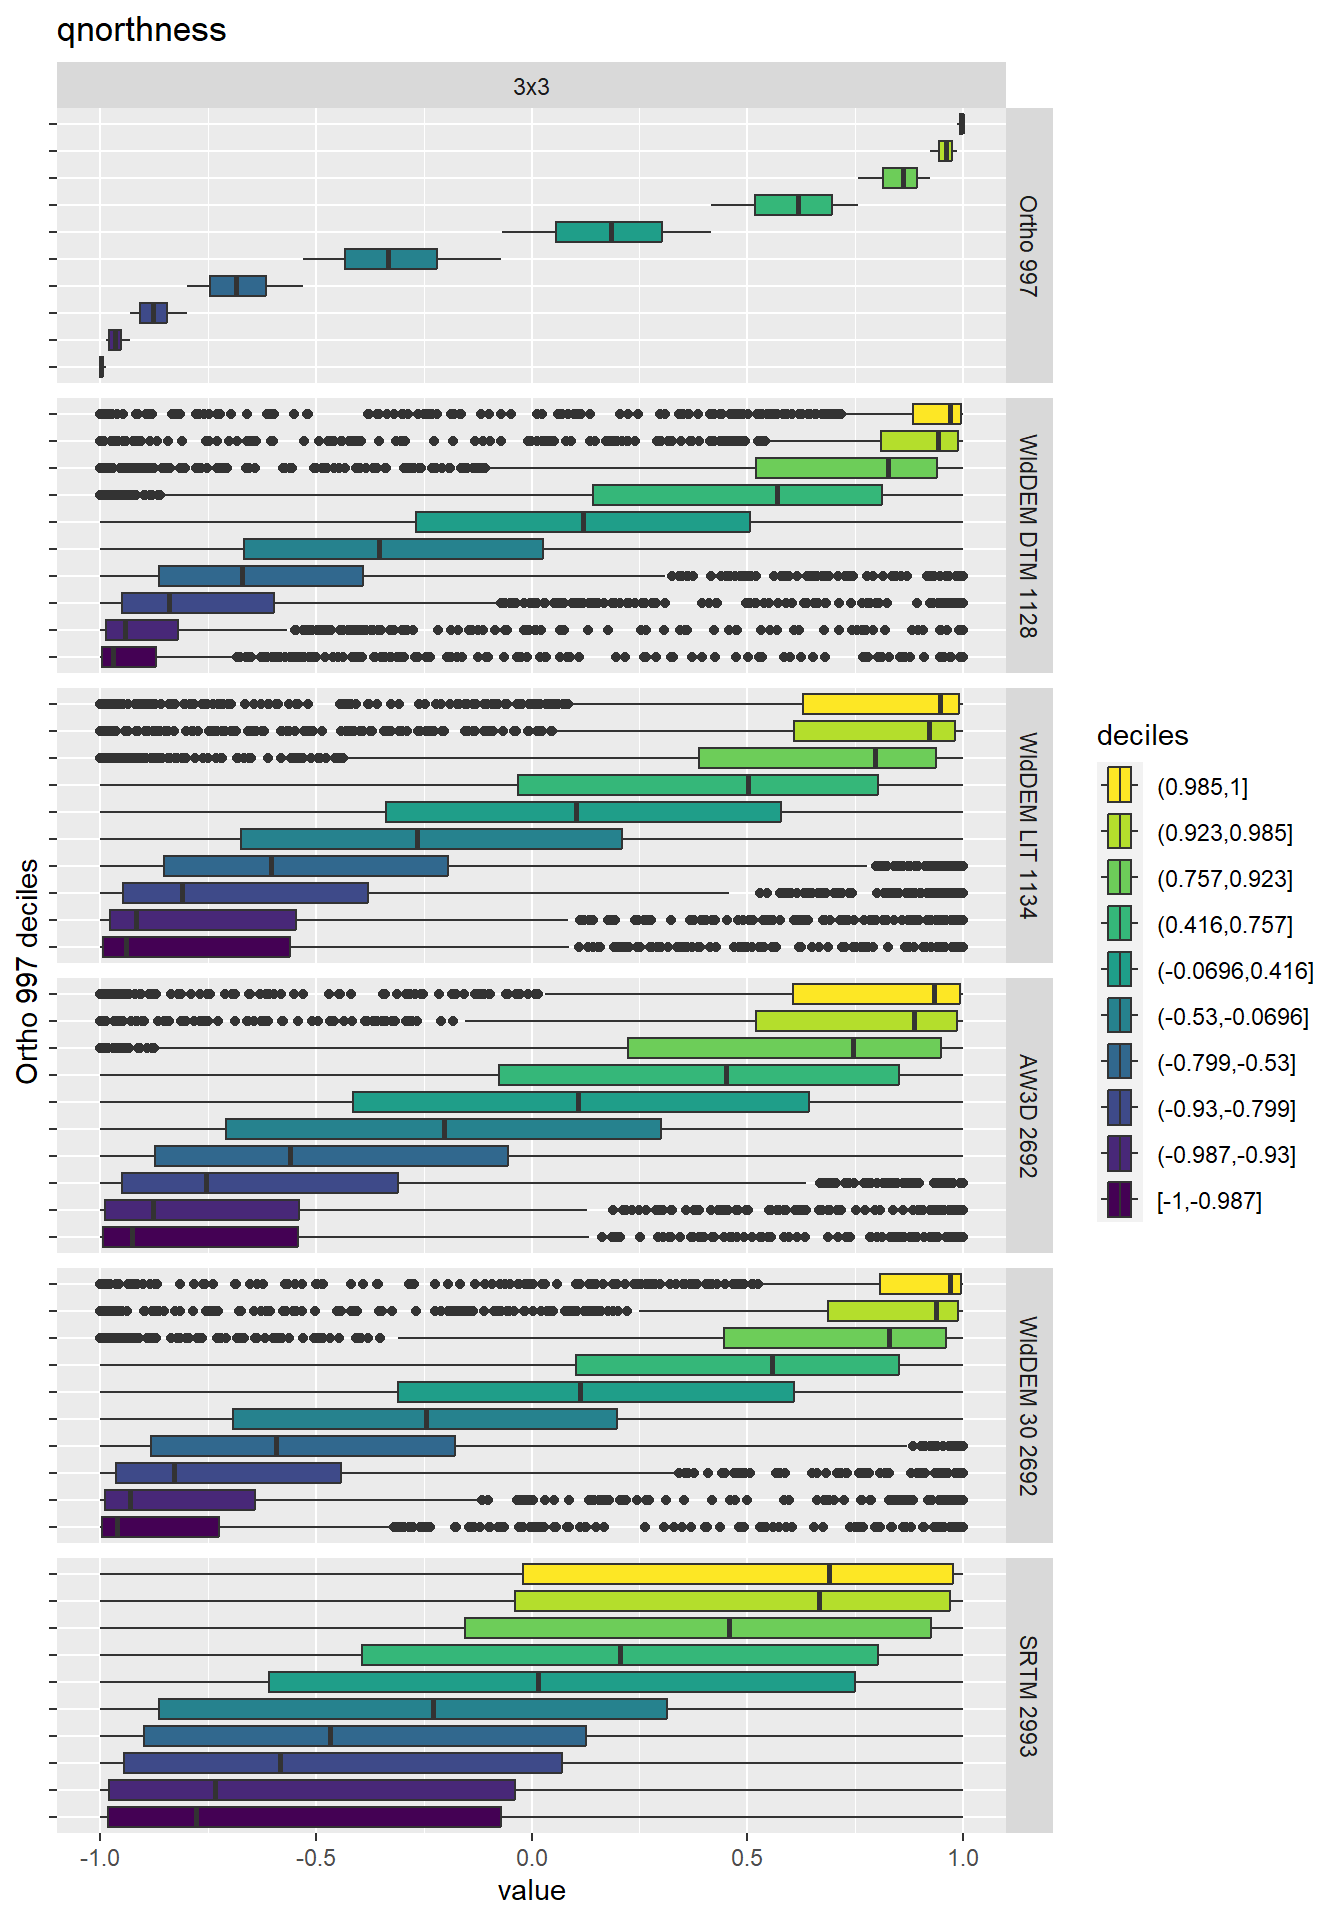 qnorthness
3x3
Ortho 997
WldDEM DTM 1128
WldDEM LIT 1134
AW3D 2692
WldDEM 30 2692
SRTM 2993
Ortho 997 deciles
-1.0
-0.5
0.0
0.5
1.0
value
deciles
(0.985,1]
(0.923,0.985]
(0.757,0.923]
(0.416,0.757]
(-0.0696,0.416]
(-0.53,-0.0696]
(-0.799,-0.53]
(-0.93,-0.799]
(-0.987,-0.93]
[-1,-0.987]